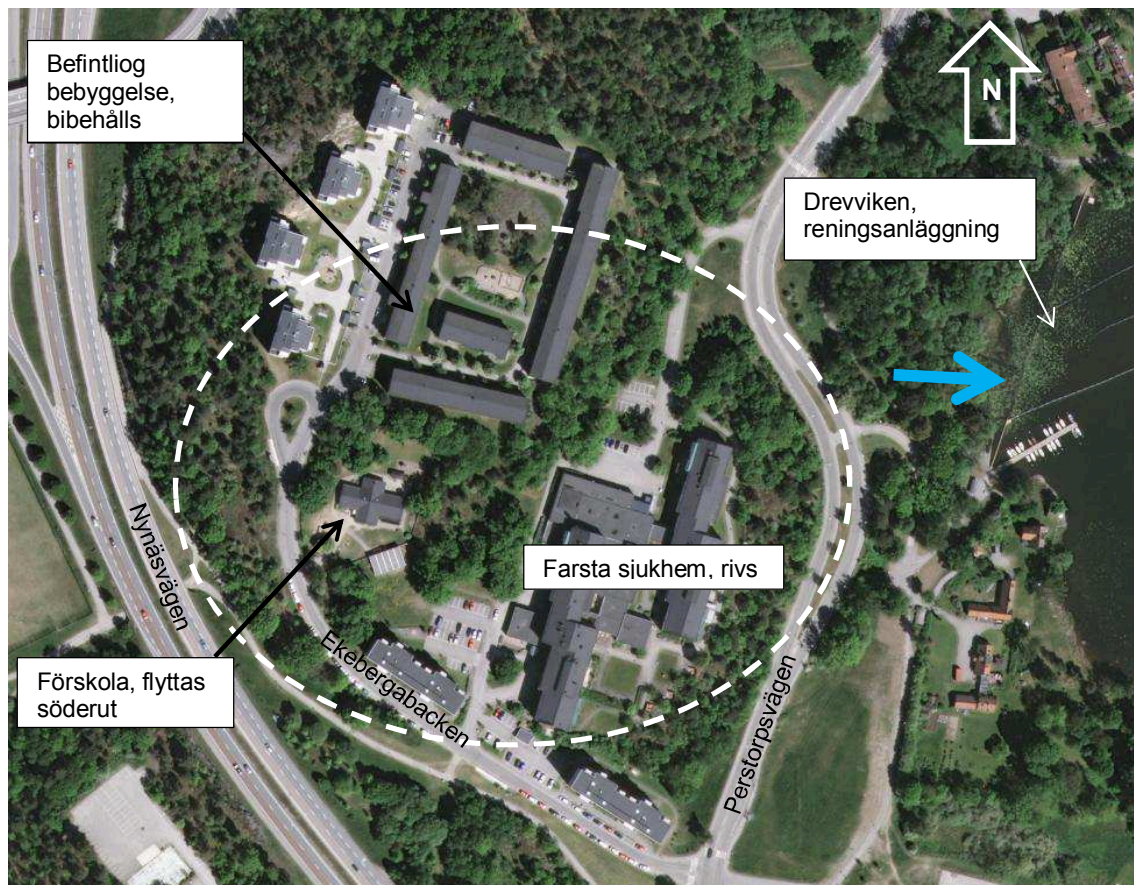 Befintliog
bebyggelse,
bibehålls
N
Drevviken,
reningsanläggning
Nynäsvägen
Farsta sjukhem, rivs
Förskola, flyttas
söderut
Ekebergabacken
Perstorpsvägen